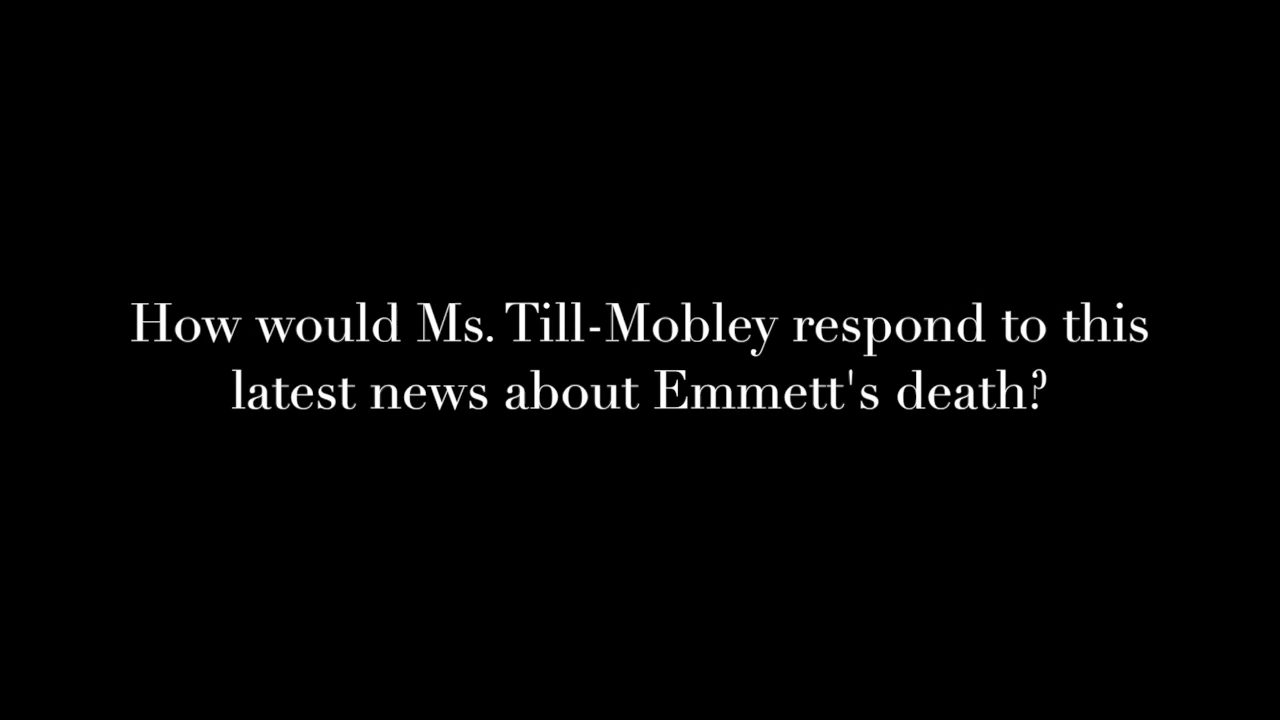 How would Ms. Till-Mobley respond to this
latest news about Emmett's death?